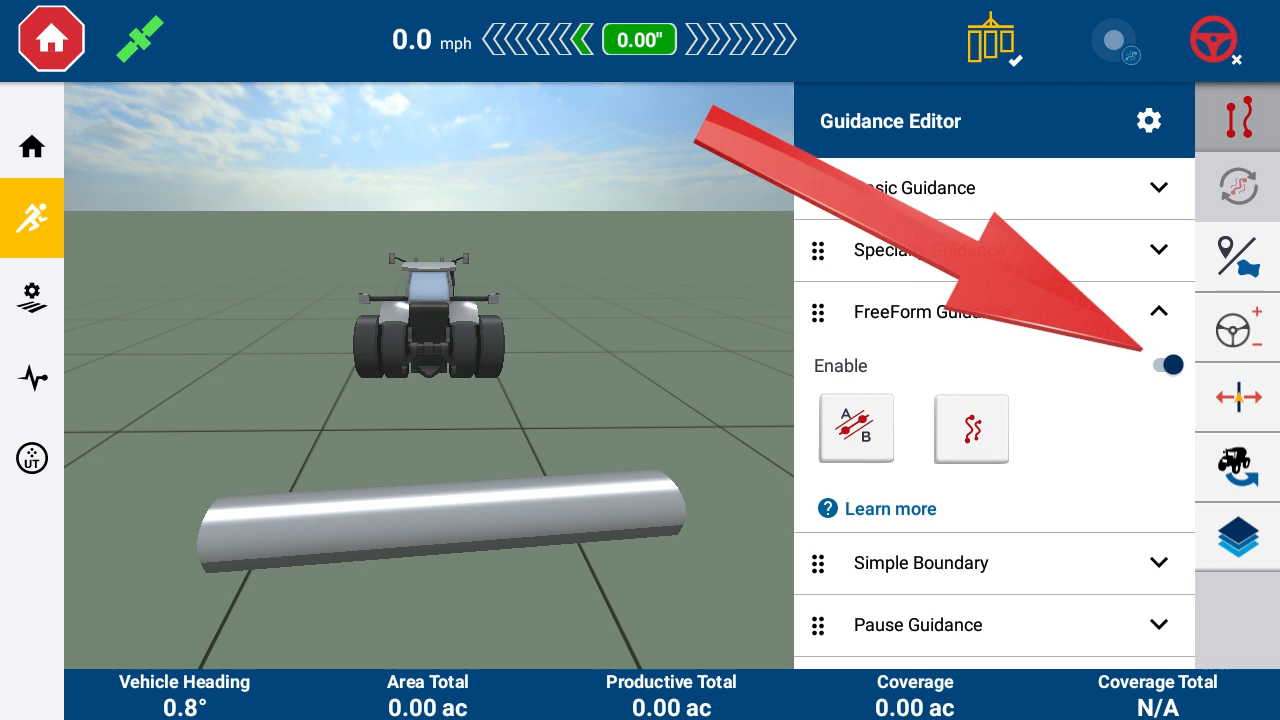 0.0 mph
0.00"
Guidance Editor
Basic Guidance
Special Guidance
FreeForm Guidance
Enable
A
B
Learn more
Simple Boundary
Pause Guidance
UT
Vehicle Heading
0.8°
Area Total
0.00 ac
Productive Total
0.00 ac
Coverage
0.00 ac
Coverage Total
N/A